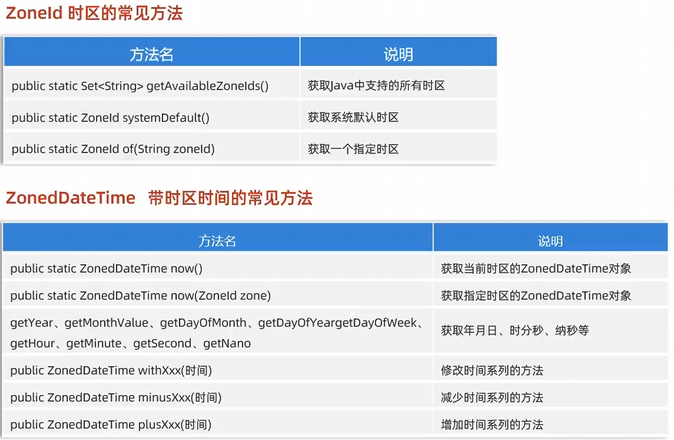 ZoneId 时区的常见方法
方法名 说明
public static Set<String> getAvailableZoneIds() 获取Java中支持的所有时区
public static ZoneId systemDefault() 获取系统默认时区
public static ZoneId of(String zoneId) 获取一个指定时区
ZonedDateTime 带时区时间的常见方法
方法名 说明
public static ZonedDateTime now() 获取当前时区的ZonedDateTime对象
public static ZonedDateTime now(ZoneId zone) 获取指定时区的ZonedDateTime对象
getYear、getMonthValue、getDayOfMonth、getDayOfYeargetDayOfWeek、
getHour、getMinute、getSecond、getNano 获取年月日、时分秒、纳秒等
public ZonedDateTime withXxx(时间) 修改时间系列的方法
public ZonedDateTime minusXxx(时间) 减少时间系列的方法
public ZonedDateTime plusXxx(时间) 增加时间系列的方法